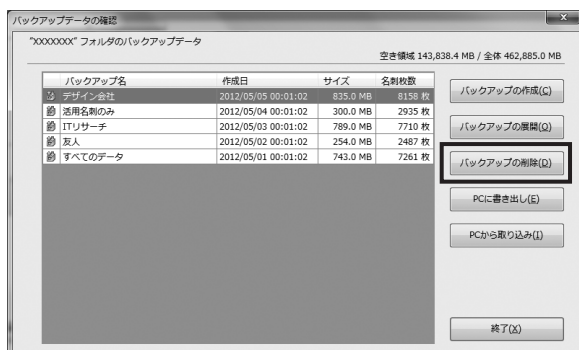 バックアップデータの確認
"XXXXXXX" フォルダのバックアップデータ
空き領域 143,838.4 MB / 全体 462,885.0 MB
バックアップ名 作成日 サイズ 名刺枚数
デザイン会社 2012/05/05 00:01:02 835.0 MB 8158 枚
活用名刺のみ 2012/05/04 00:01:02 300.0 MB 2935 枚
ITリサーチ 2012/05/03 00:01:02 789.0 MB 7710 枚
友人 2012/05/02 00:01:02 254.0 MB 2487 枚
すべてのデータ 2012/05/01 00:01:02 743.0 MB 7261 枚
バックアップの作成(C)
バックアップの展開(O)
バックアップの削除(D)
PCに書き出し(E)
PCから取り込み(I)
終了(X)